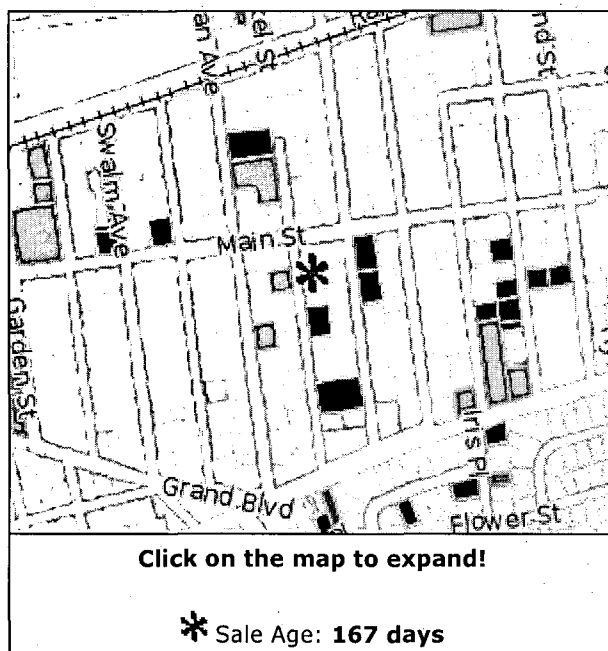 Main St
Swalm Ave
Garden St
Grand Blvd
Iris Pl
Flower St
Click on the map to expand!
Sale Age: 167 days